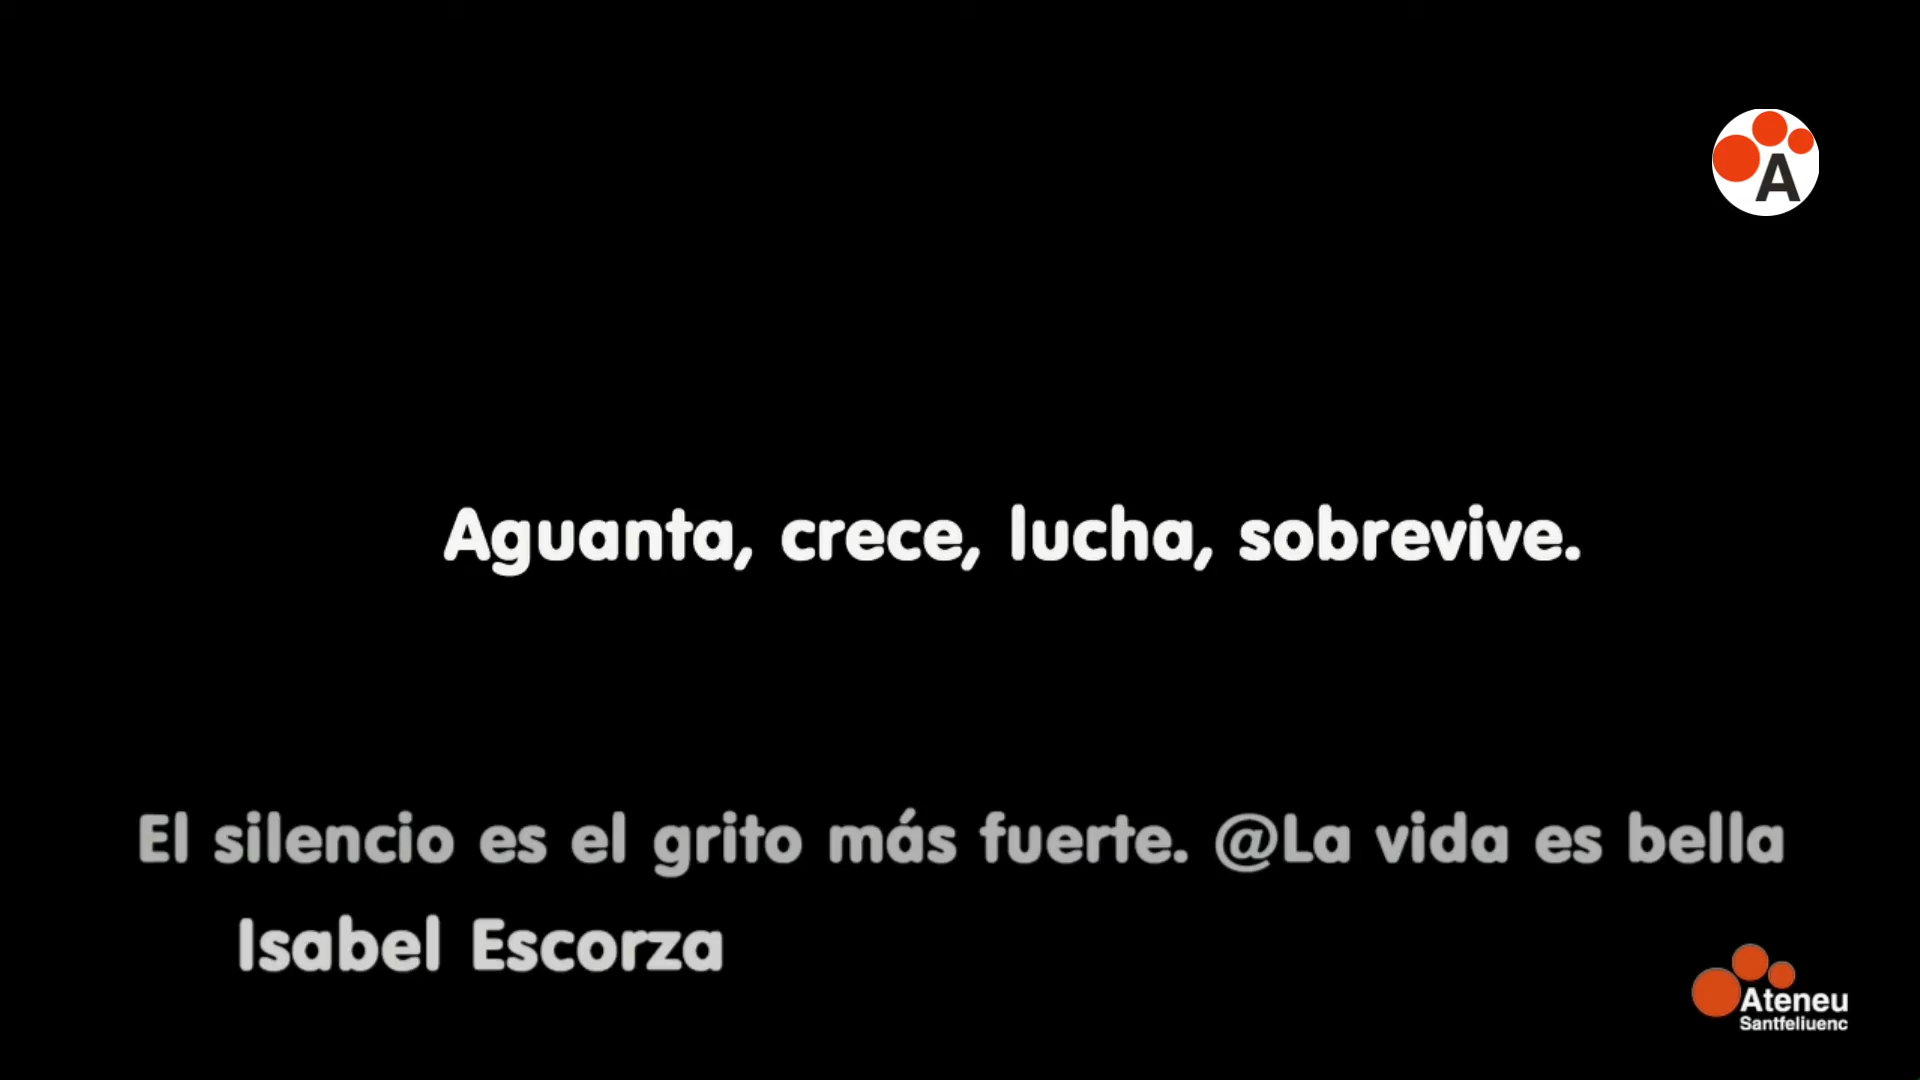 A
Aguanta, crece, lucha, sobrevive.
El silencio es el grito más fuerte. @La vida es bella
Isabel Escorza
Ateneu
Santfeliuenc